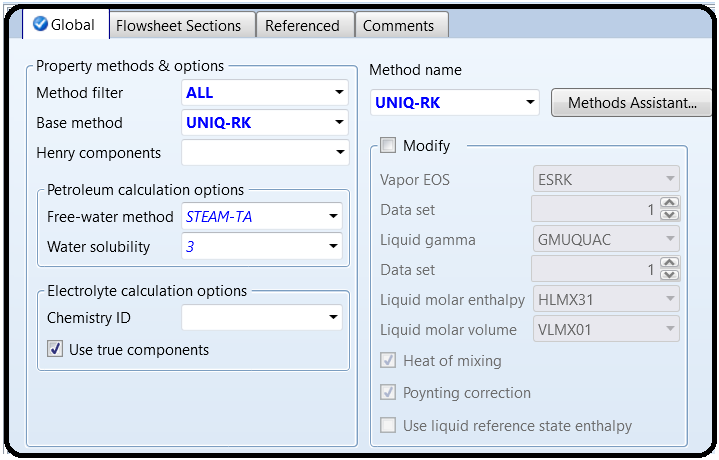 Global
Flowsheet Sections
Referenced
Comments
Property methods & options
Method filter
ALL
Base method
UNIQ-RK
Henry components
Petroleum calculation options
Free-water method
STEAM-TA
Water solubility
3
Electrolyte calculation options
Chemistry ID
Use true components
Method name
UNIQ-RK
Methods Assistant...
Modify
Vapor EOS
ESRK
Data set
1
Liquid gamma
GMUQUAC
Data set
1
Liquid molar enthalpy
HLMX31
Liquid molar volume
VLMX01
Heat of mixing
Poynting correction
Use liquid reference state enthalpy